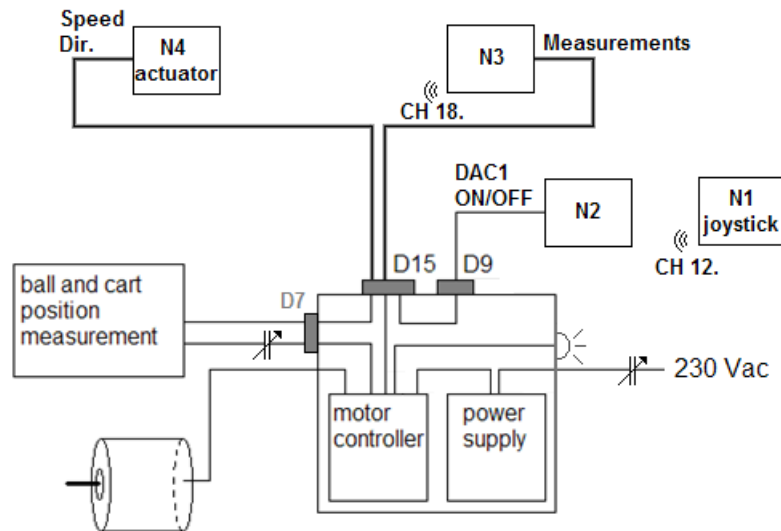 Speed
Dir.
N4
actuator
N3
Measurements
CH 18.
DAC1
ON/OFF
N2
N1
joystick
CH 12.
D15
D9
ball and cart
position
measurement
D7
230 Vac
motor
controller
power
supply